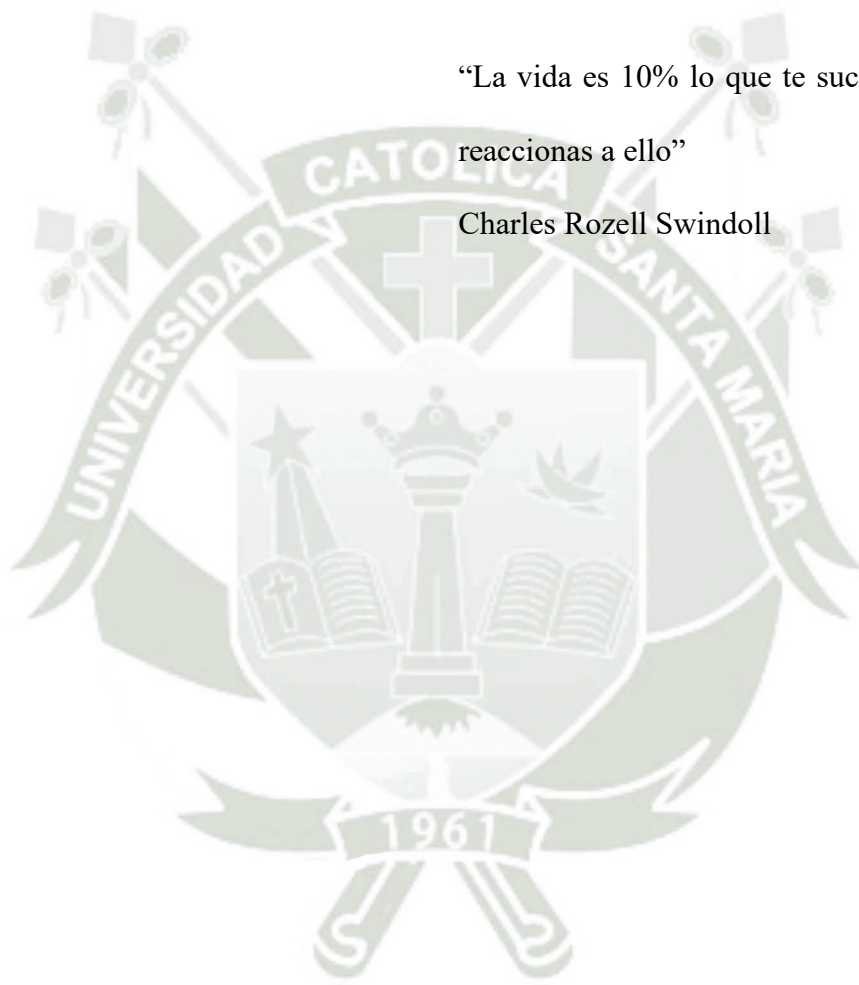 “La vida es 10% lo que te suc
reaccionas a ello”
Charles Rozell Swindoll
UNIVERSIDAD CATOLICA SANTA MARIA
1961